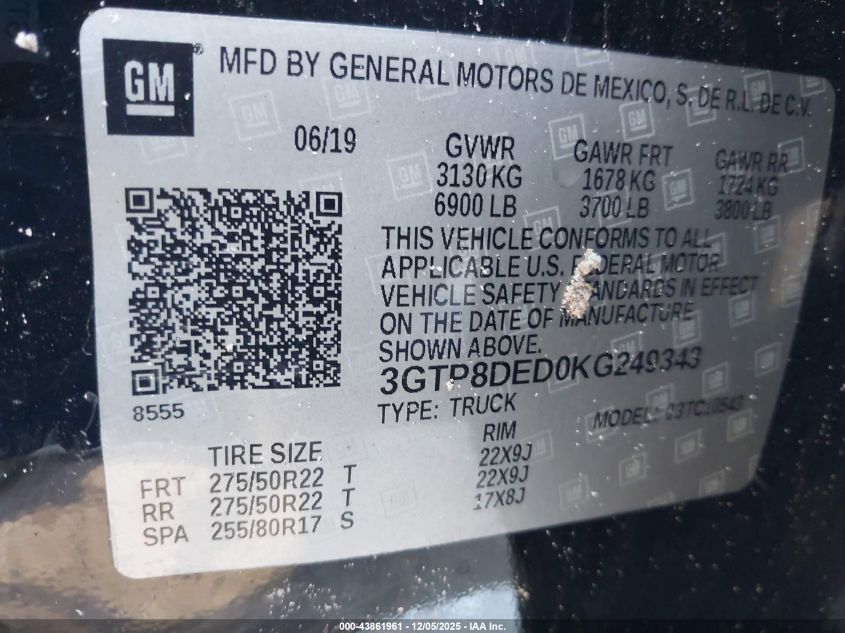 GM
MFD BY GENERAL MOTORS DE MEXICO, S. DE R.L. DE C.V.
06/19
GVWR GAWR FRT GAWR RR
3130 KG 1678 KG 1724 KG
6900 LB 3700 LB 3800 LB
THIS VEHICLE CONFORMS TO ALL
APPLICABLE U.S. FEDERAL MOTOR
VEHICLE SAFETY STANDARDS IN EFFECT
ON THE DATE OF MANUFACTURE
SHOWN ABOVE.
3GTP8DED0KG249343
8555
TYPE: TRUCK MODEL:
TIRE SIZE RIM
FRT 275/50R22 T 22X9J
RR 275/50R22 T 22X9J
SPA 255/80R17 S 17X8J
000-43861961 - 12/05/2025 - IAA Inc.